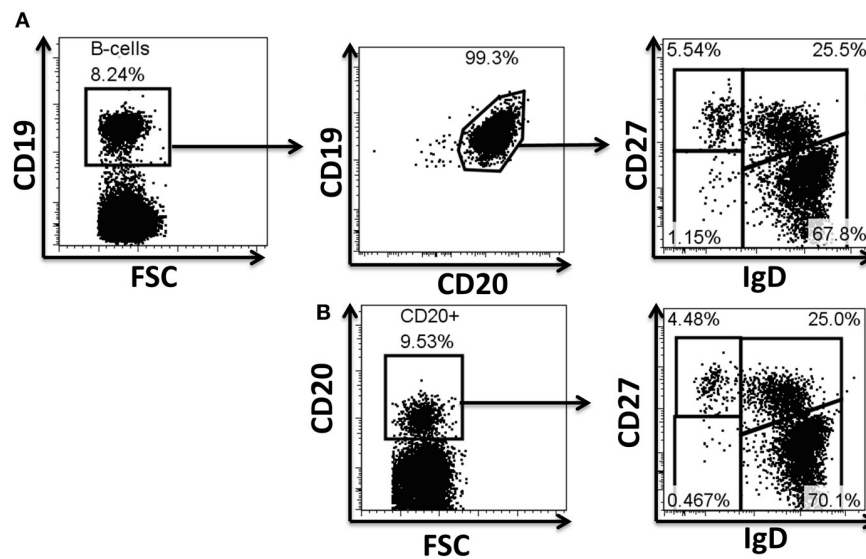 A
B-cells
8.24%
CD19
FSC
99.3%
CD19
CD20
5.54%
25.5%
CD27
1.15%
67.8%
IgD
B
CD20+
9.53%
CD20
FSC
4.48%
25.0%
CD27
0.467%
70.1%
IgD